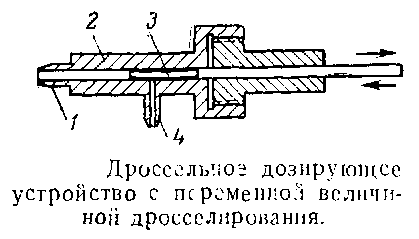 2
3
1
4
Дроссельное дозирующее
устройство с переменной величи-
ной дросселирования.